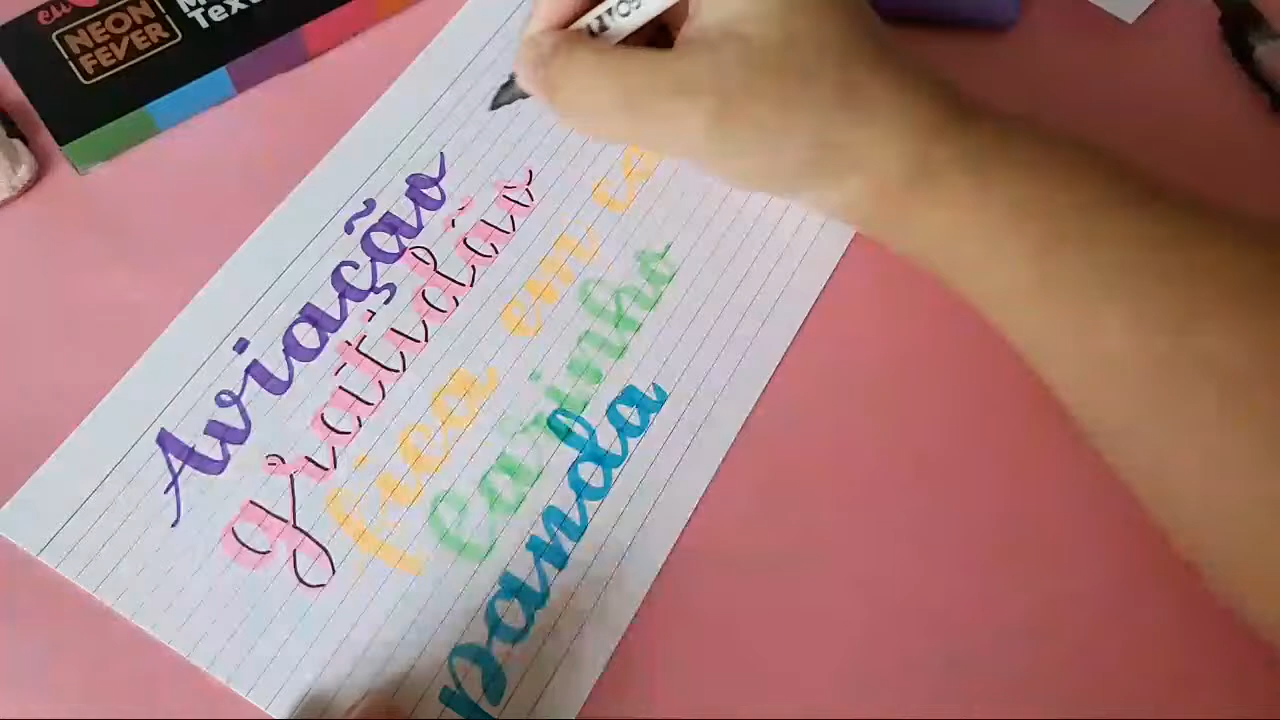 NEON
FEVER
Aviação
gratidão
fica em
Carinho
panda